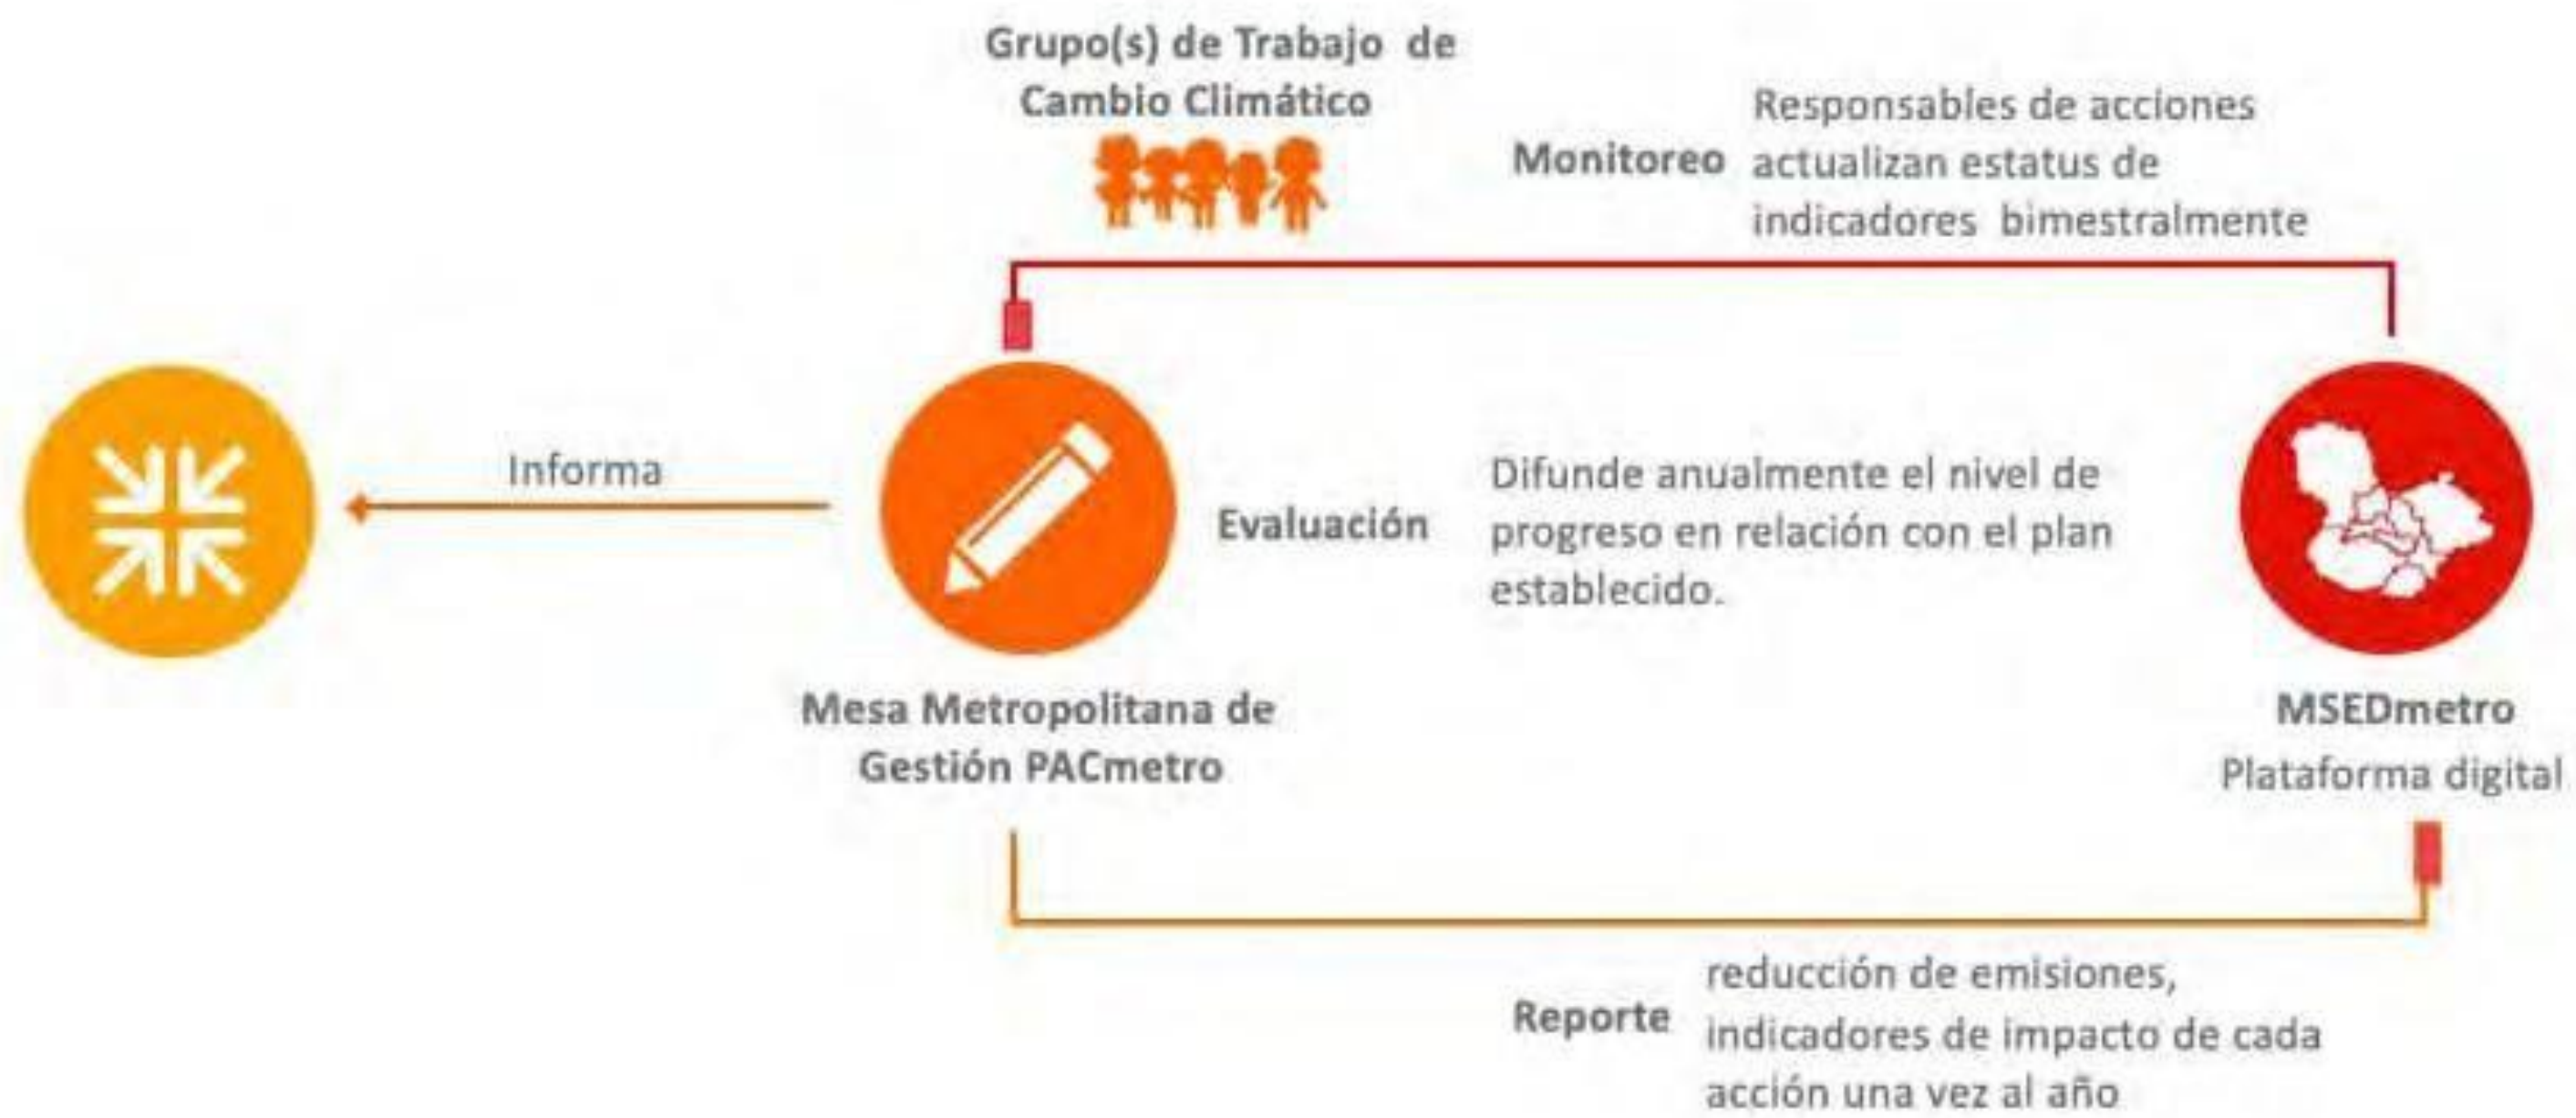 Grupo(s) de Trabajo de
Cambio Climático
Monitoreo
Responsables de acciones
actualizan estatus de
indicadores bimestralmente
Informa
Evaluación
Difunde anualmente el nivel de
progreso en relación con el plan
establecido.
Mesa Metropolitana de
Gestión PACmetro
MSEDmetro
Plataforma digital
Reporte
reducción de emisiones,
indicadores de impacto de cada
acción una vez al año